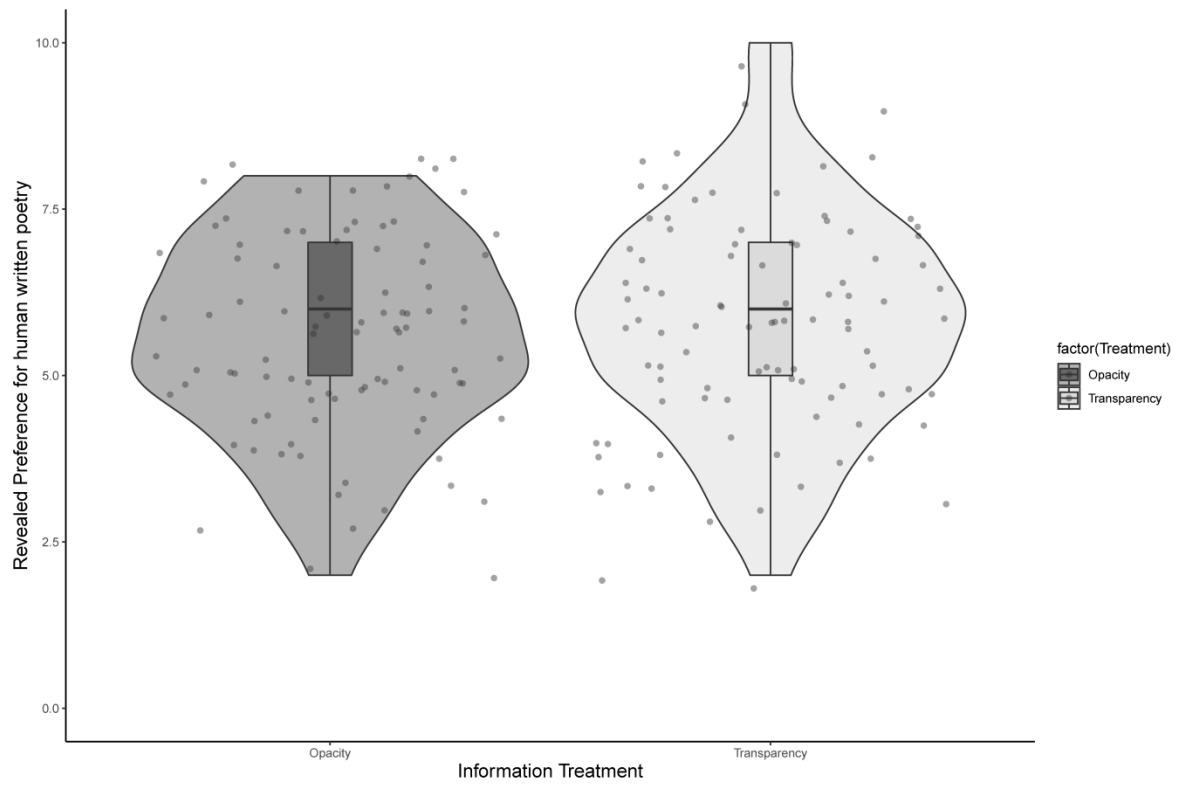 Revealed Preference for human written poetry
10.0
7.5
5.0
2.5
0.0
Opacity
Transparency
Information Treatment
factor(Treatment)
Opacity
Transparency